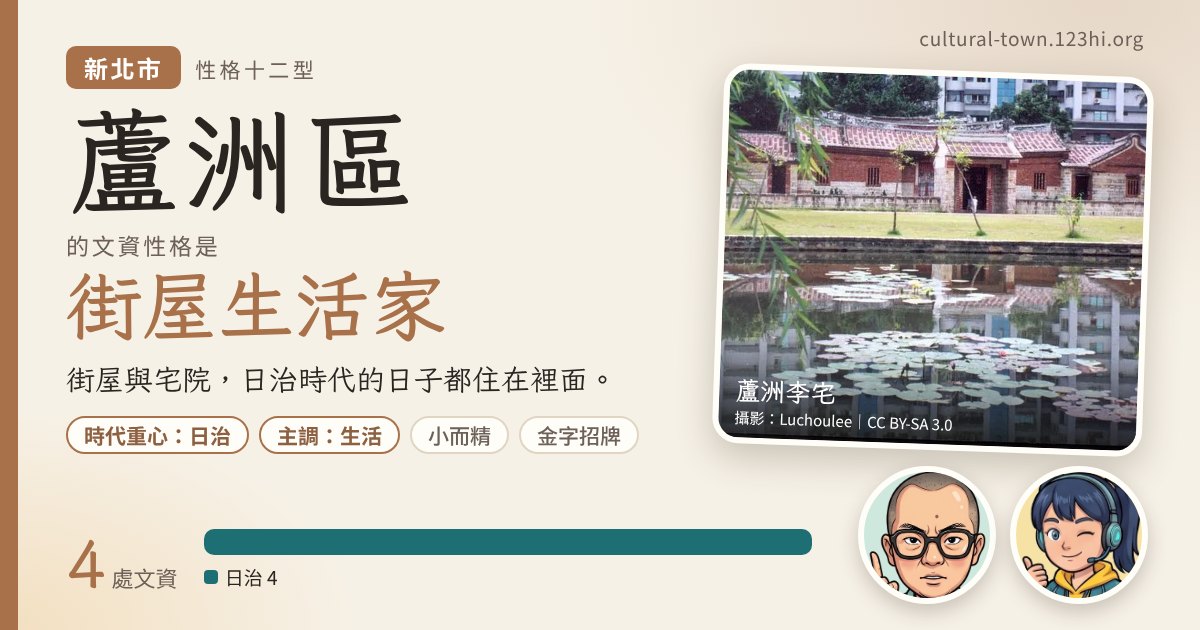 cultural-town.123hi.org
新北市 性格十二型
蘆洲區
的文資性格是
街屋生活家
街屋與宅院，日治時代的日子都住在裡面。
時代重心：日治 主調：生活 小而精 金字招牌
蘆洲李宅
攝影：Luchoulee｜CC BY-SA 3.0
4 處文資
日治 4